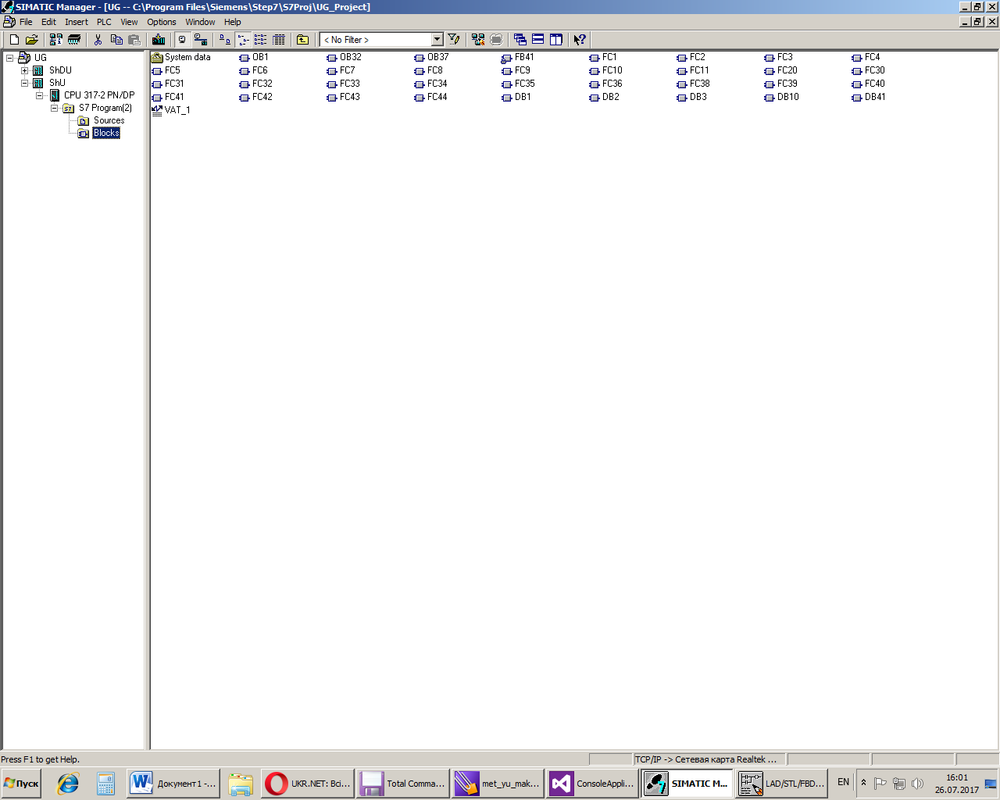 SIMATIC Manager - [UG -- C:\Program Files\Siemens\Step7\S7Proj\UG_Project]
File Edit Insert PLC View Options Window Help
< No Filter >
UG
ShDU
ShU
CPU 317-2 PN/DP
S7 Program(2)
Sources
Blocks
System data OB1 OB32 OB37 FB41 FC1 FC2 FC3 FC4
FC5 FC6 FC7 FC8 FC9 FC10 FC11 FC20 FC30
FC31 FC32 FC33 FC34 FC35 FC36 FC38 FC39 FC40
FC41 FC42 FC43 FC44 DB1 DB2 DB3 DB10 DB41
VAT_1
Press F1 to get Help.
TCP/IP -> Сетевая карта Realtek ...
Пуск
Документ1 -...
UKR.NET: Всі...
Total Comma...
met_yu_mak...
ConsoleAppli...
SIMATIC M...
LAD/STL/FBD...
EN
16:01
26.07.2017